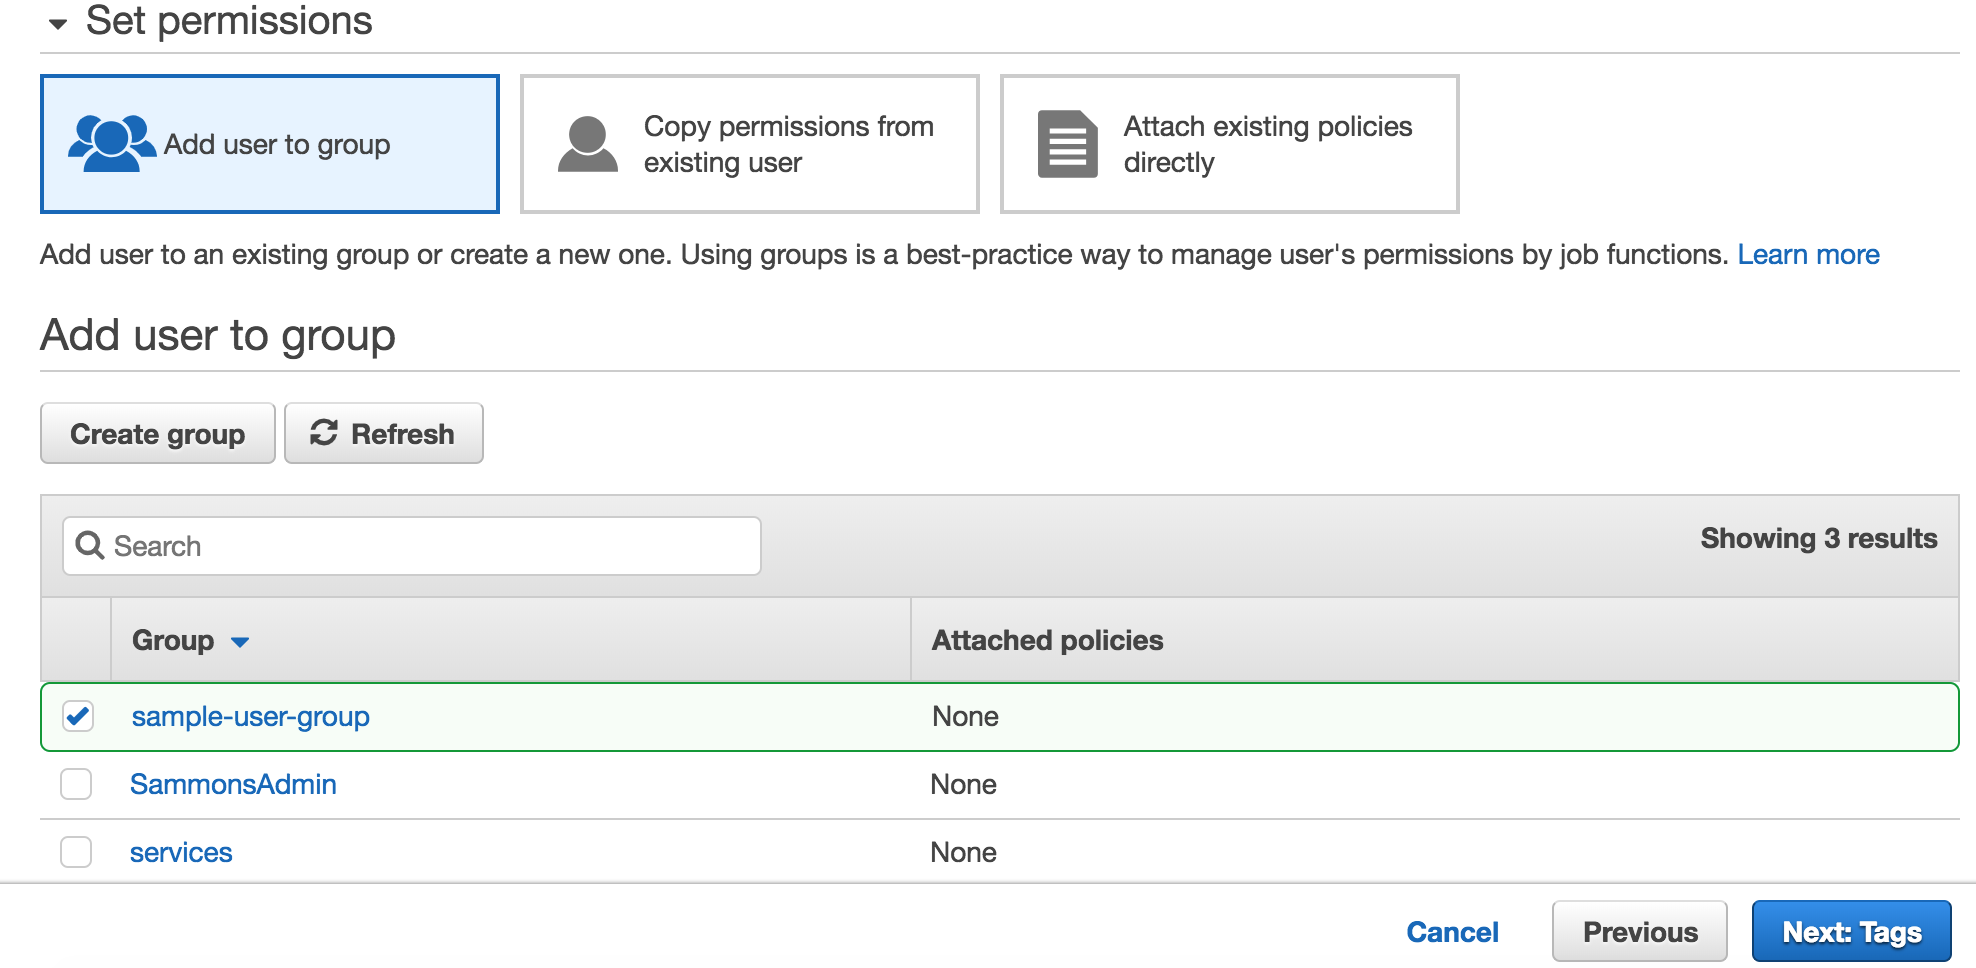 Set permissions
Add user to group
Copy permissions from
existing user
Attach existing policies
directly
Add user to an existing group or create a new one. Using groups is a best-practice way to manage user's permissions by job functions. Learn more
Add user to group
Create group
Refresh
Search
Showing 3 results
Group
Attached policies
sample-user-group
None
SammonsAdmin
None
services
None
Cancel
Previous
Next: Tags